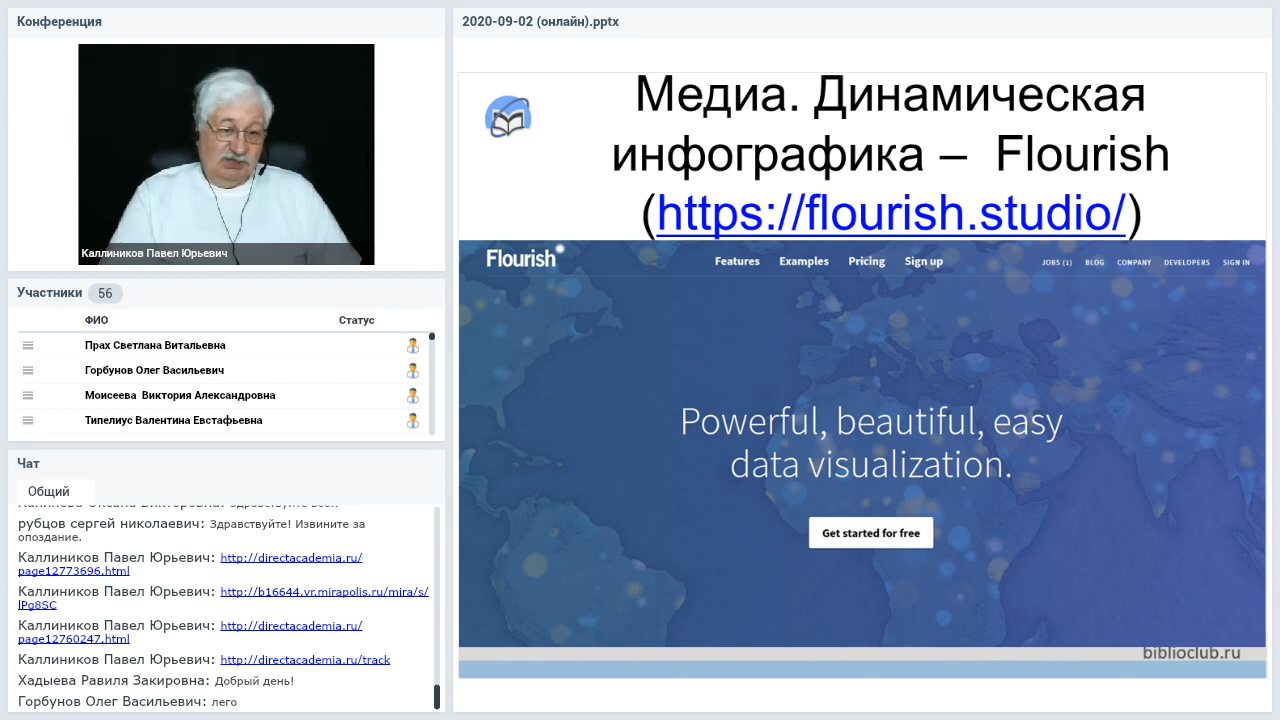 Конференция
Каллиников Павел Юрьевич
Участники 56
ФИО Статус
Прах Светлана Витальевна
Горбунов Олег Васильевич
Моисеева Виктория Александровна
Типелиус Валентина Евстафьевна
Чат
Общий
рубцов сергей николаевич: Здравствуйте! Извините за
опоздание.
Каллиников Павел Юрьевич: http://directacademia.ru/
page12773696.html
Каллиников Павел Юрьевич: http://b16644.vr.mirapolis.ru/mira/s/
lPg8SC
Каллиников Павел Юрьевич: http://directacademia.ru/
page12760247.html
Каллиников Павел Юрьевич: http://directacademia.ru/track
Хадыева Равиля Закировна: Добрый день!
Горбунов Олег Васильевич: лего
2020-09-02 (онлайн).pptx
Медиа. Динамическая
инфографика – Flourish
(https://flourish.studio/)
Flourish Features Examples Pricing Sign up JOBS (1) BLOG COMPANY DEVELOPERS SIGN IN
Powerful, beautiful, easy
data visualization.
Get started for free
biblioclub.ru